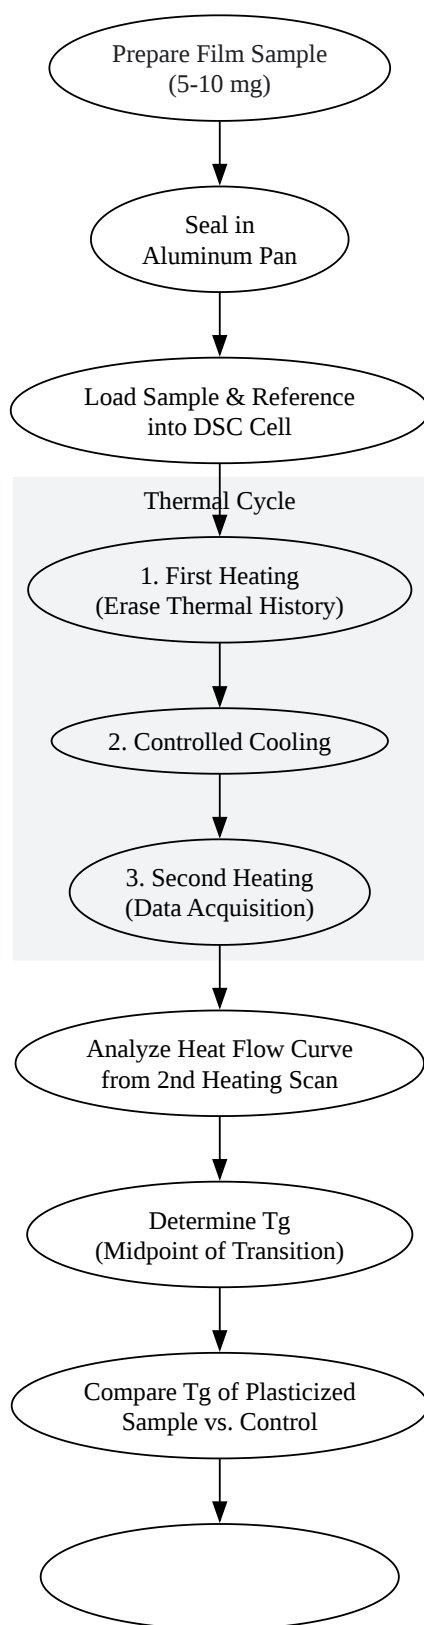 Prepare Film Sample
(5-10 mg)
Seal in
Aluminum Pan
Load Sample & Reference
into DSC Cell
Thermal Cycle
1. First Heating
(Erase Thermal History)
2. Controlled Cooling
3. Second Heating
(Data Acquisition)
Analyze Heat Flow Curve
from 2nd Heating Scan
Determine Tg
(Midpoint of Transition)
Compare Tg of Plasticized
Sample vs. Control